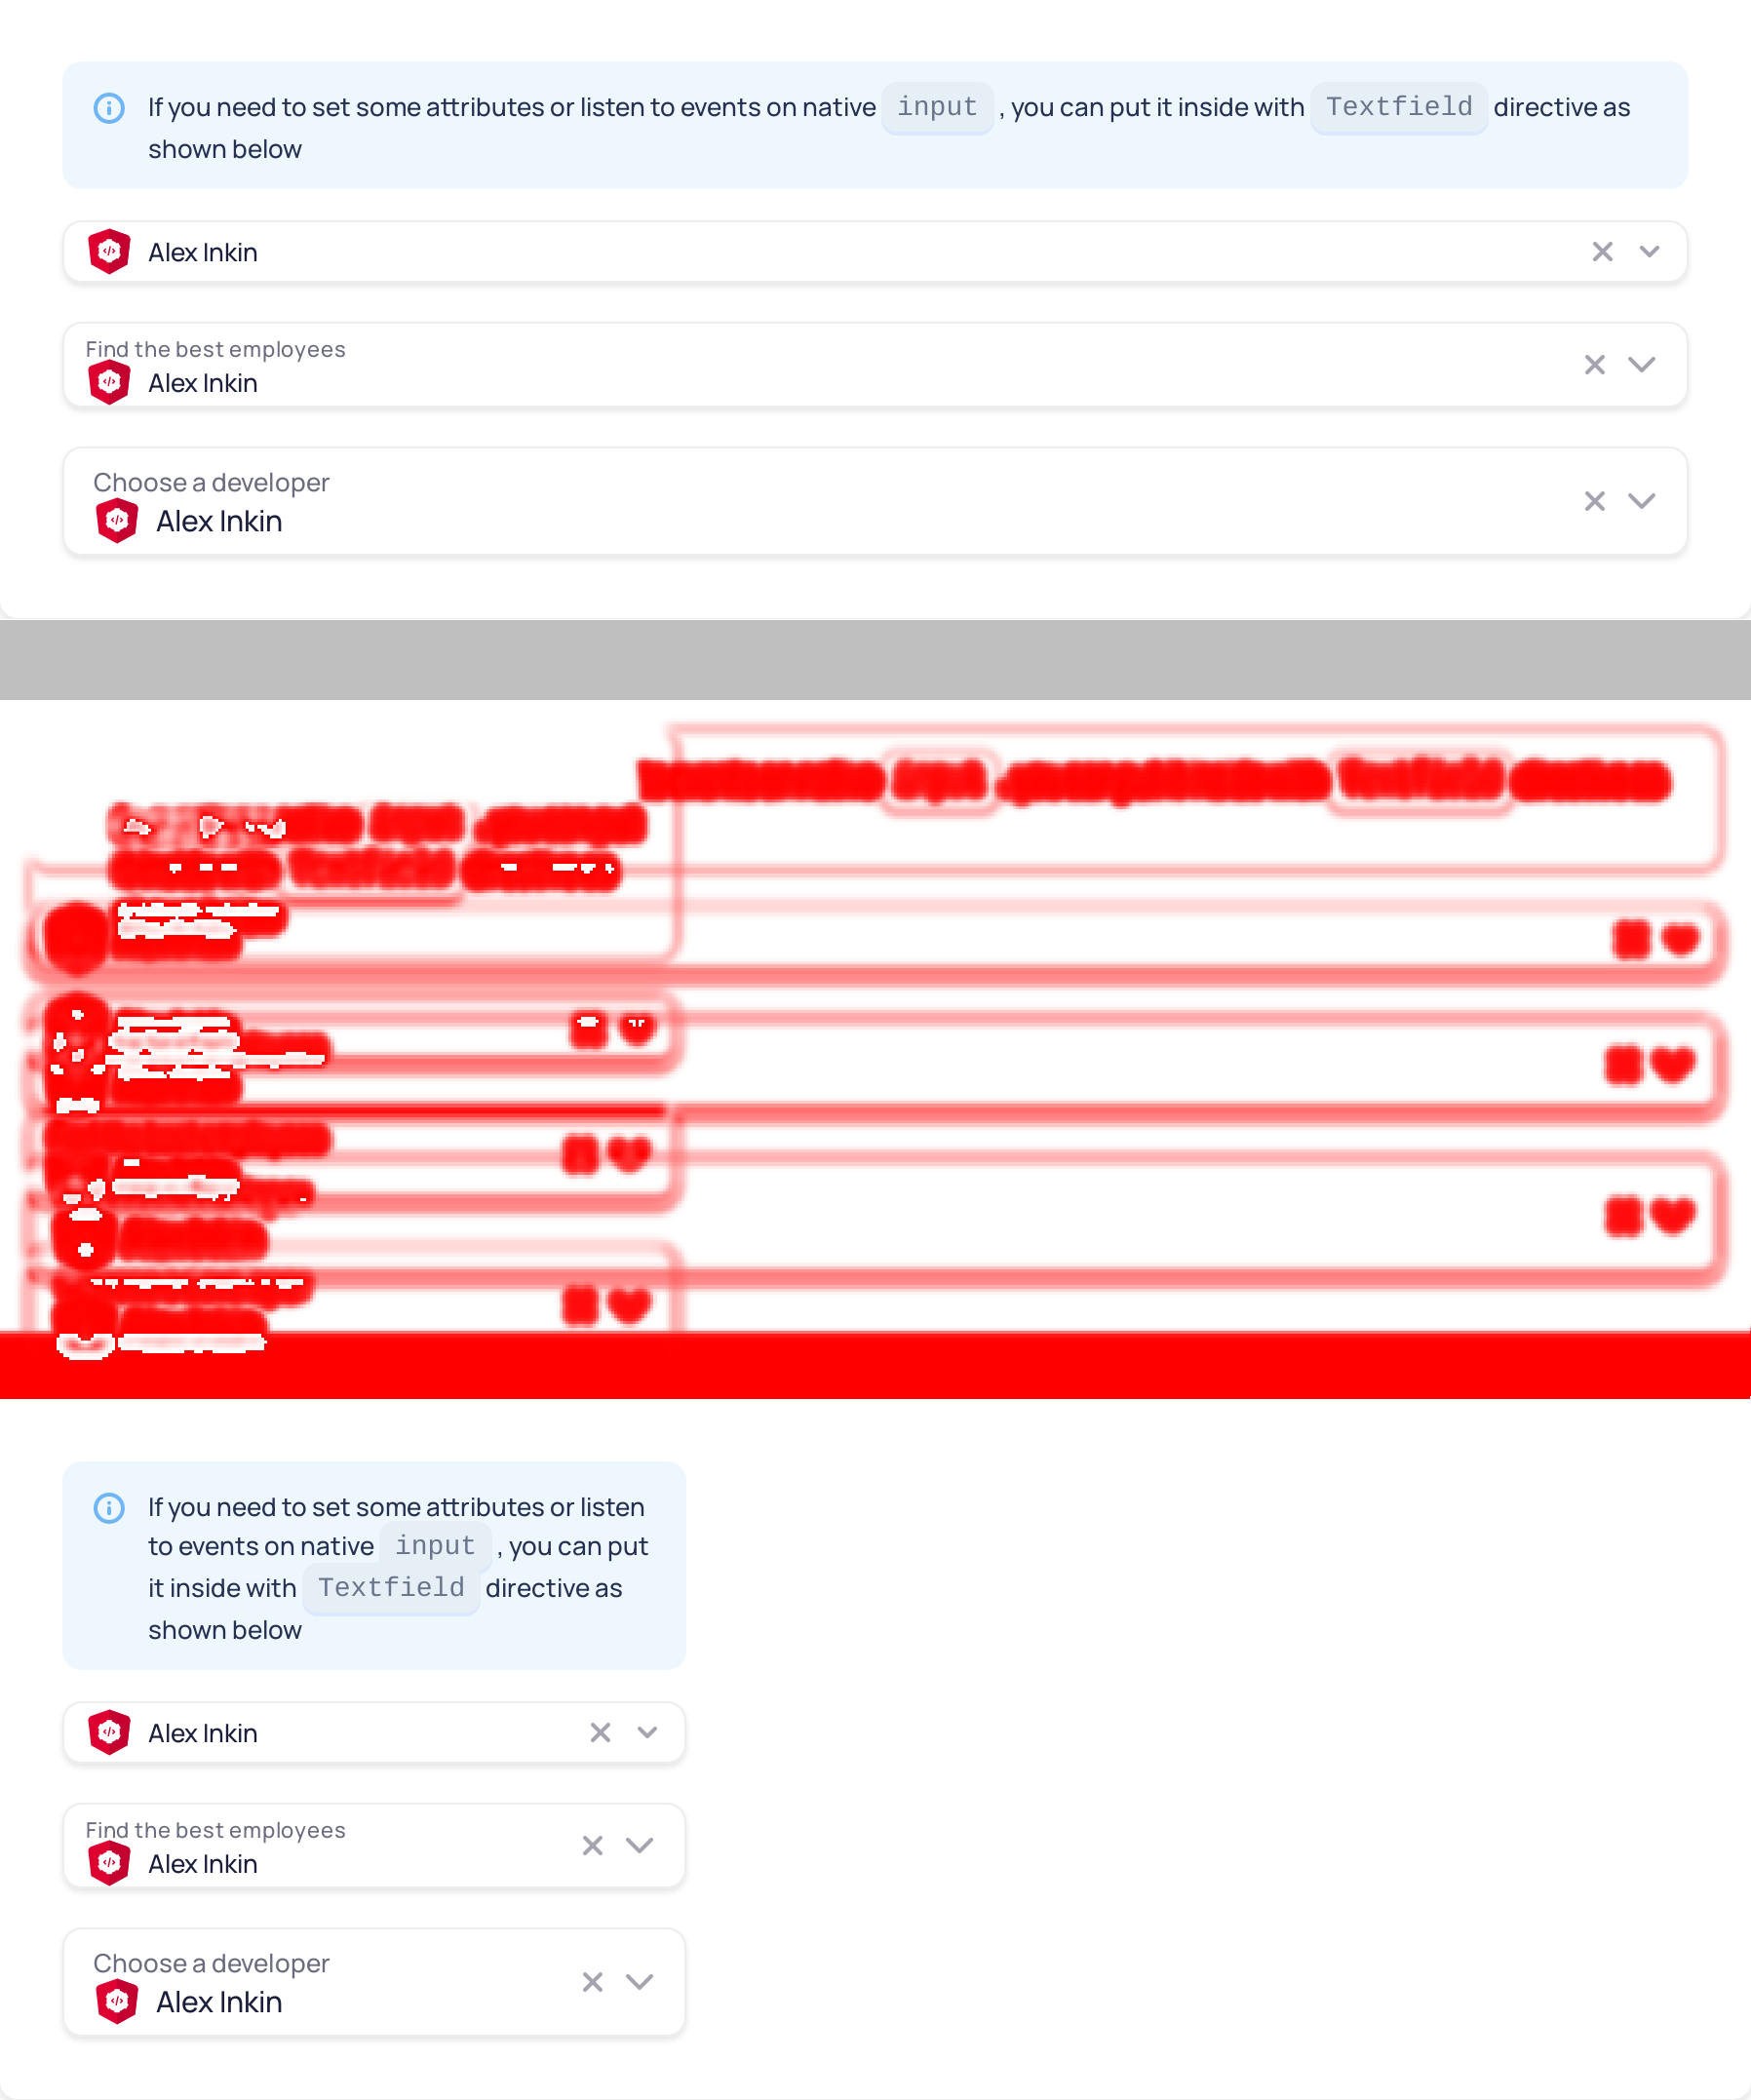 If you need to set some attributes or listen to events on native input , you can put it inside with Textfield directive as
shown below
Alex Inkin
Find the best employees
Alex Inkin
Choose a developer
Alex Inkin
If you need to set some attributes or listen
to events on native input , you can put
it inside with Textfield directive as
shown below
Alex Inkin
Find the best employees
Alex Inkin
Choose a developer
Alex Inkin